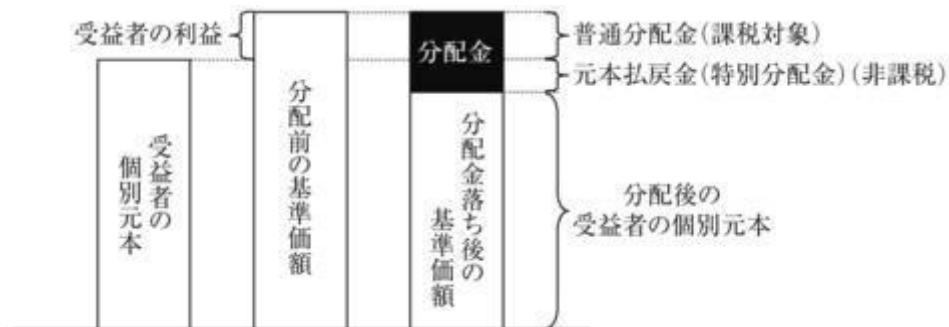 受益者の利益
分配金
普通分配金(課税対象)
元本払戻金(特別分配金)(非課税)
受益者の
個別元本
分配前の基準価額
分配金落ち後の
基準価額
分配後の
受益者の個別元本